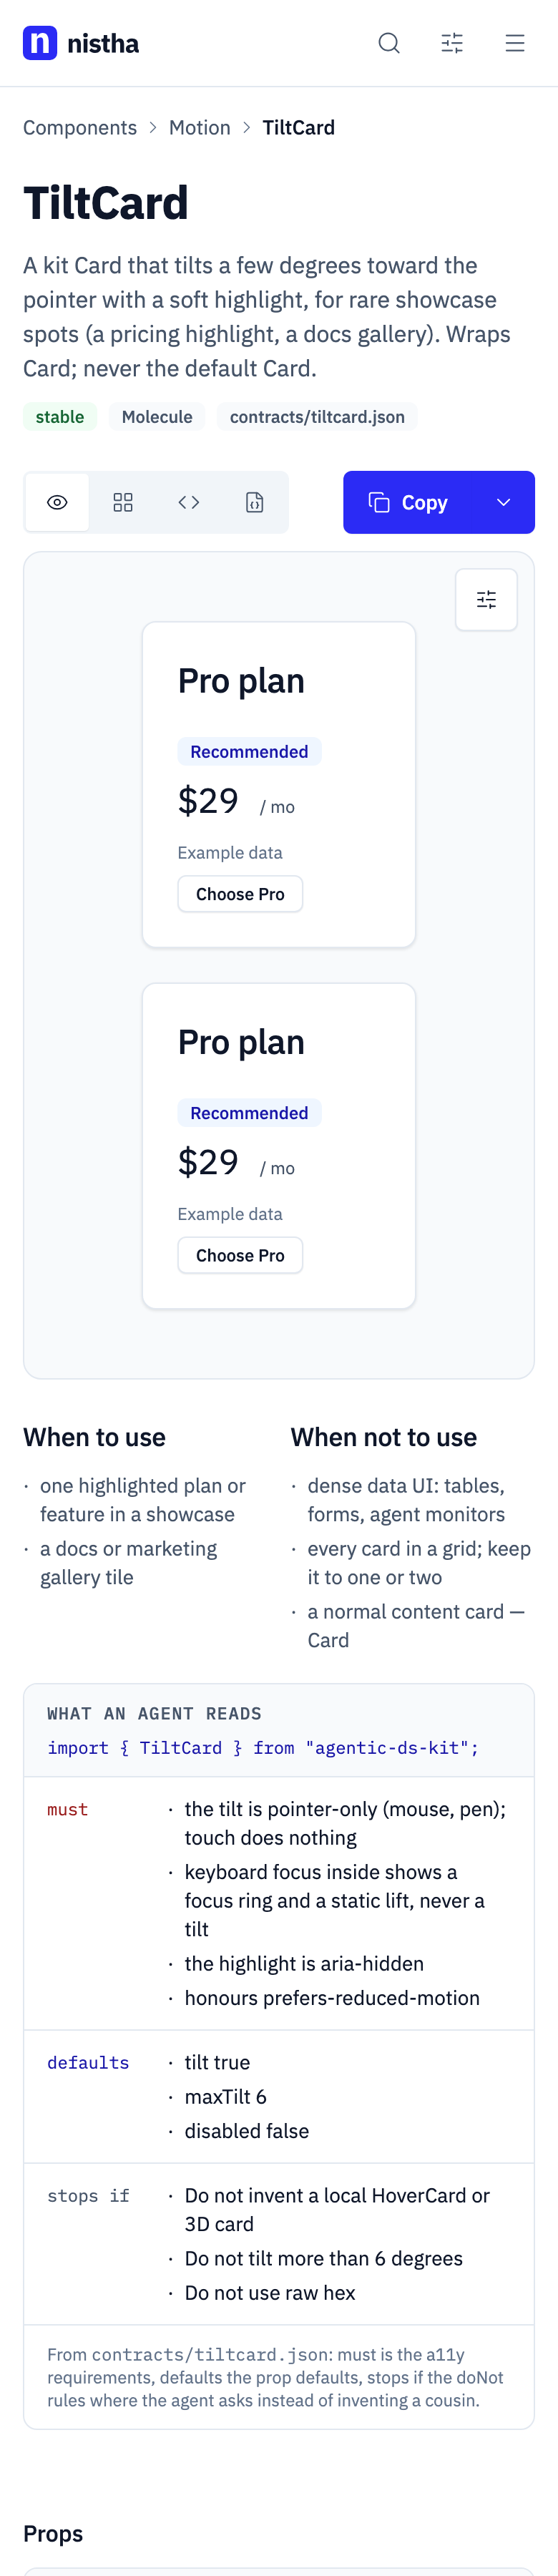 n nistha
Components > Motion > TiltCard
TiltCard
A kit Card that tilts a few degrees toward the
pointer with a soft highlight, for rare showcase
spots (a pricing highlight, a docs gallery). Wraps
Card; never the default Card.
stable Molecule contracts/tiltcard.json
Copy
Pro plan
Recommended
$29 / mo
Example data
Choose Pro
Pro plan
Recommended
$29 / mo
Example data
Choose Pro
When to use
· one highlighted plan or
feature in a showcase
· a docs or marketing
gallery tile
When not to use
· dense data UI: tables,
forms, agent monitors
· every card in a grid; keep
it to one or two
· a normal content card —
Card
WHAT AN AGENT READS
import { TiltCard } from "agentic-ds-kit";
must
· the tilt is pointer-only (mouse, pen);
touch does nothing
· keyboard focus inside shows a
focus ring and a static lift, never a
tilt
· the highlight is aria-hidden
· honours prefers-reduced-motion
defaults
· tilt true
· maxTilt 6
· disabled false
stops if
· Do not invent a local HoverCard or
3D card
· Do not tilt more than 6 degrees
· Do not use raw hex
From contracts/tiltcard.json: must is the a11y
requirements, defaults the prop defaults, stops if the doNot
rules where the agent asks instead of inventing a cousin.
Props